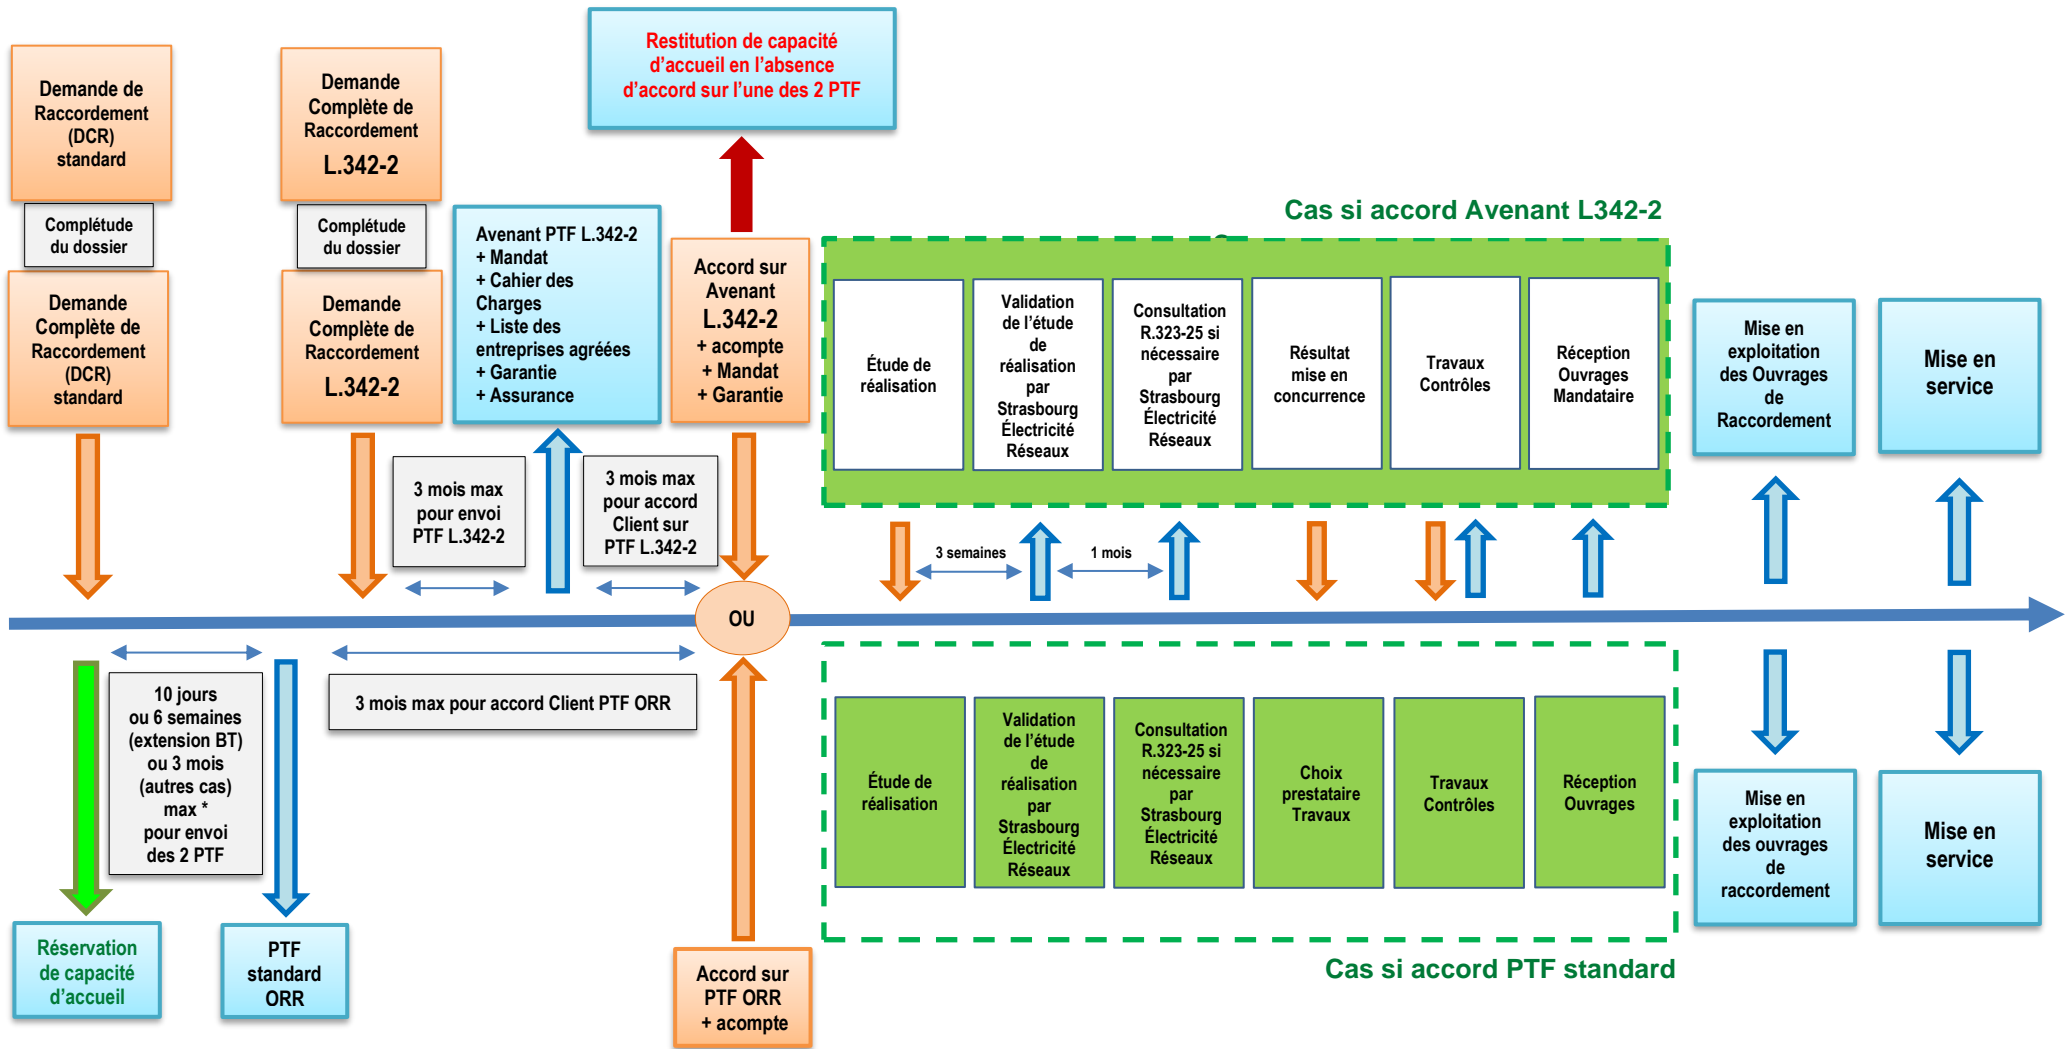 Demande de
Raccordement
(DCR)
standard
Complétude
du dossier
Demande
Complète de
Raccordement
(DCR)
standard
Demande
Complète de
Raccordement
L.342-2
Complétude
du dossier
Demande
Complète de
Raccordement
L.342-2
Restitution de capacité
d’accueil en l’absence
d’accord sur l’une des 2 PTF
Avenant PTF L.342-2
+ Mandat
+ Cahier des
Charges
+ Liste des
entreprises agréées
+ Garantie
+ Assurance
Accord sur
Avenant
L.342-2
+ acompte
+ Mandat
+ Garantie
3 mois max
pour envoi
PTF L.342-2
3 mois max
pour accord
Client sur
PTF L.342-2
Cas si accord Avenant L342-2
Étude de
réalisation
Validation
de l’étude
de
réalisation
par
Strasbourg
Électricité
Réseaux
Consultation
R.323-25 si
nécessaire
par
Strasbourg
Électricité
Réseaux
Résultat
mise en
concurrence
Travaux
Contrôles
Réception
Ouvrages
Mandataire
Mise en
exploitation
des Ouvrages
de
Raccordement
Mise en
service
3 semaines
1 mois
OU
10 jours
ou 6 semaines
(extension BT)
ou 3 mois
(autres cas)
max *
pour envoi
des 2 PTF
3 mois max pour accord Client PTF ORR
Réservation
de capacité
d’accueil
PTF
standard
ORR
Accord sur
PTF ORR
+ acompte
Étude de
réalisation
Validation
de l’étude
de
réalisation
par
Strasbourg
Électricité
Réseaux
Consultation
R.323-25 si
nécessaire
par
Strasbourg
Électricité
Réseaux
Choix
prestataire
Travaux
Travaux
Contrôles
Réception
Ouvrages
Mise en
exploitation
des ouvrages
de
raccordement
Mise en
service
Cas si accord PTF standard